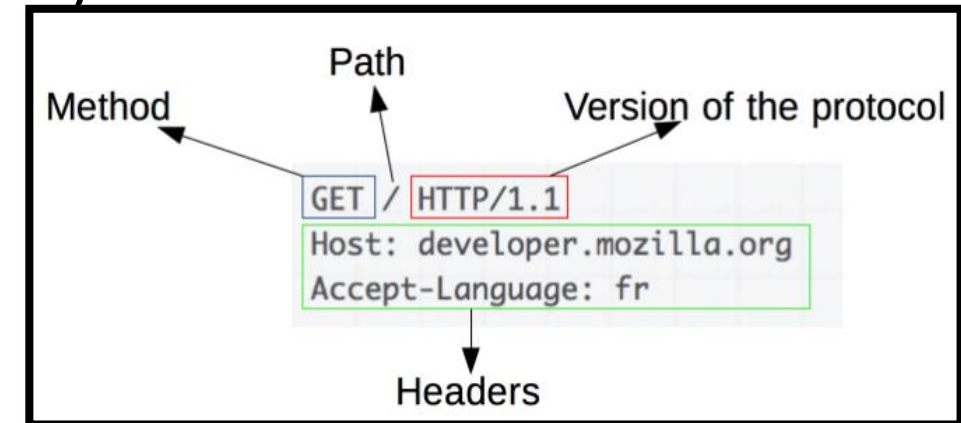 Path
Method
Version of the protocol
GET / HTTP/1.1
Host: developer.mozilla.org
Accept-Language: fr
Headers